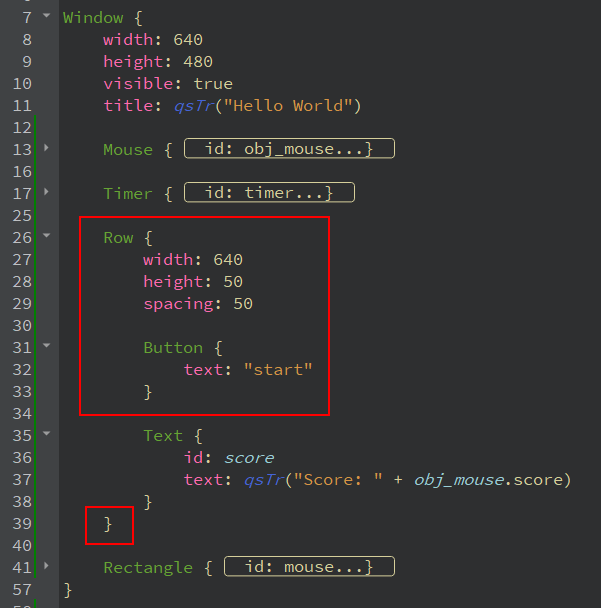 7 Window {
8 width: 640
9 height: 480
10 visible: true
11 title: qsTr("Hello World")
12
13 Mouse { id: obj_mouse...}
16
17 Timer { id: timer...}
25
26 Row {
27 width: 640
28 height: 50
29 spacing: 50
30
31 Button {
32 text: "start"
33 }
34
35 Text {
36 id: score
37 text: qsTr("Score: " + obj_mouse.score)
38 }
39 }
40
41 Rectangle { id: mouse...}
57 }